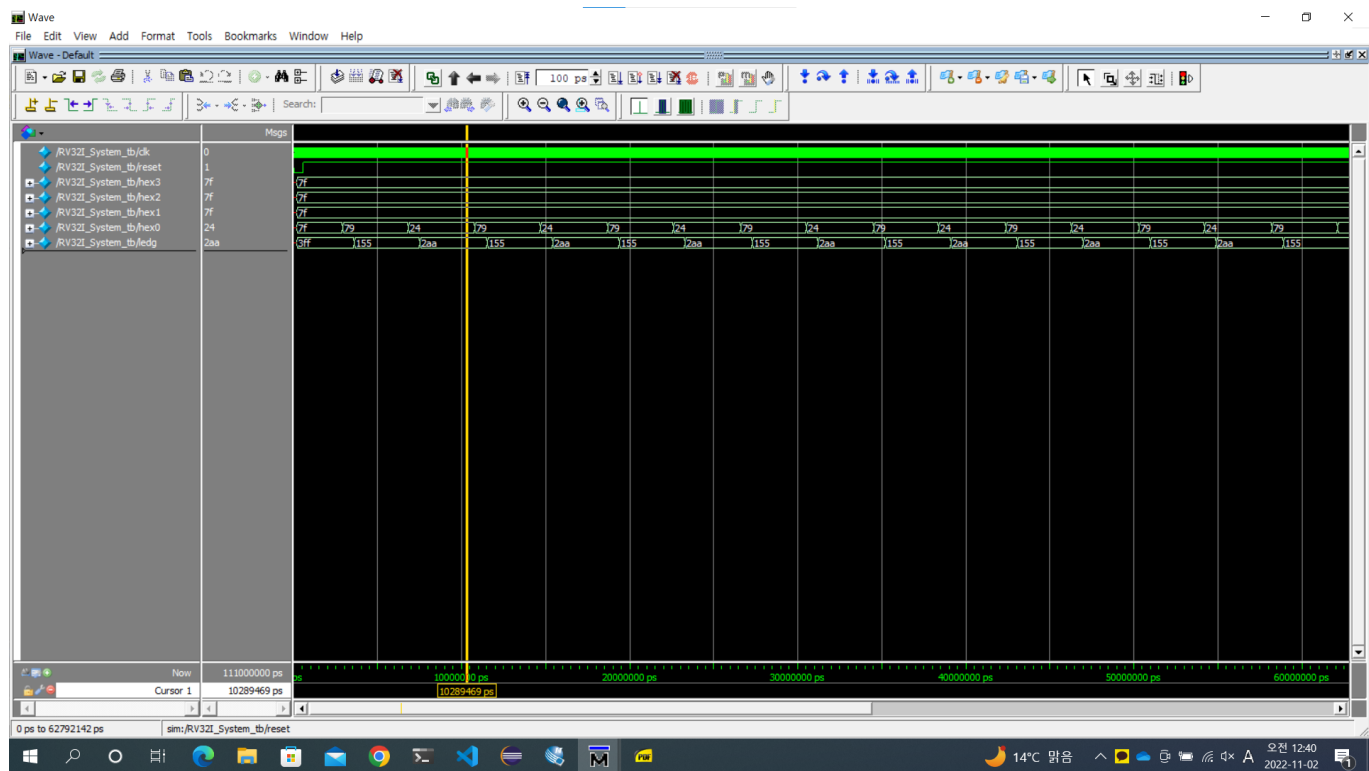 Wave
File Edit View Add Format Tools Bookmarks Window Help
Wave - Default
100 ps
Search:
Msgs
/RV32I_System_tb/clk 0
/RV32I_System_tb/reset 1
/RV32I_System_tb/hex3 7f 7f
/RV32I_System_tb/hex2 7f 7f
/RV32I_System_tb/hex1 7f 7f
/RV32I_System_tb/hex0 24 7f 79 24 79 24 79 24 79 24 79 24 79 24 79 24 79
/RV32I_System_tb/ledg 2aa 3ff 155 2aa 155 2aa 155 2aa 155 2aa 155 2aa 155 2aa 155 2aa 155
Now 111000000 ps ps 10000000 ps 20000000 ps 30000000 ps 40000000 ps 50000000 ps 60000000 ps
Cursor 1 10289469 ps 10289469 ps
0 ps to 62792142 ps sim:/RV32I_System_tb/reset
14°C 맑음 A 오전 12:40
2022-11-02 1